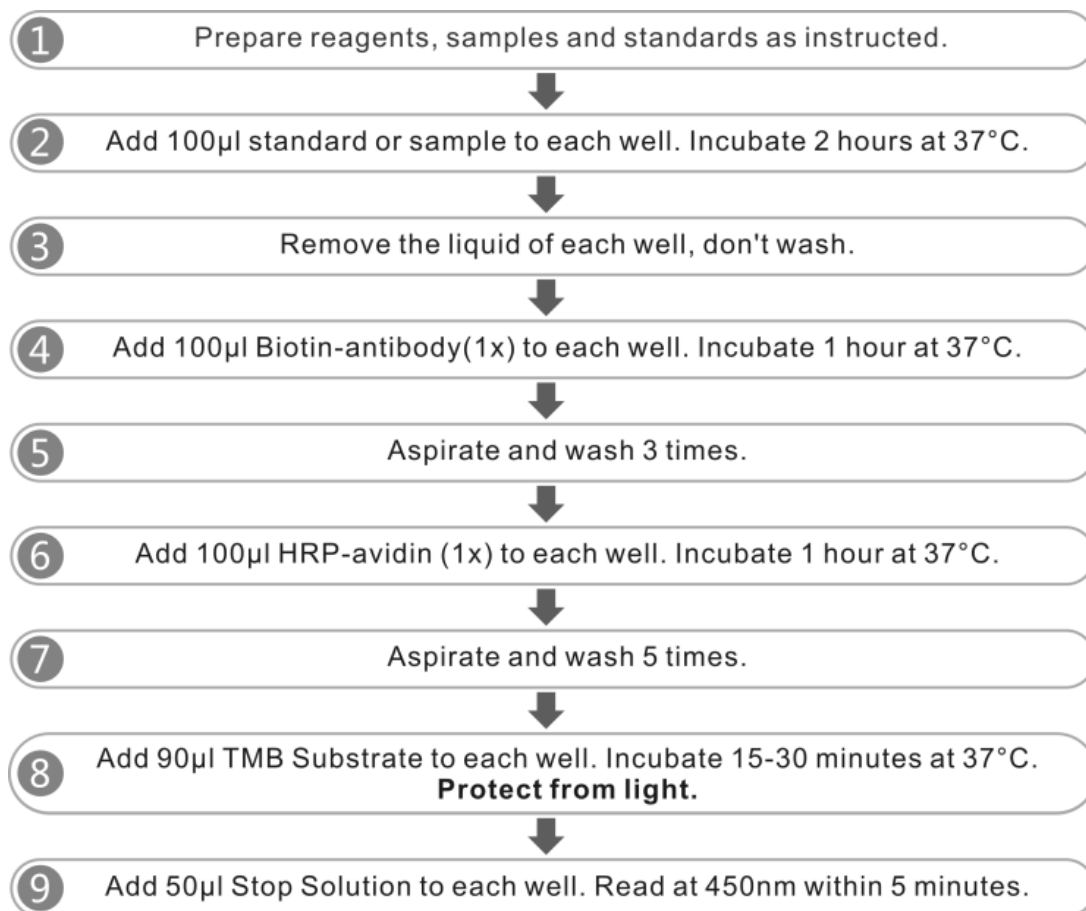 1 Prepare reagents, samples and standards as instructed.
2 Add 100µl standard or sample to each well. Incubate 2 hours at 37°C.
3 Remove the liquid of each well, don't wash.
4 Add 100µl Biotin-antibody(1x) to each well. Incubate 1 hour at 37°C.
5 Aspirate and wash 3 times.
6 Add 100µl HRP-avidin (1x) to each well. Incubate 1 hour at 37°C.
7 Aspirate and wash 5 times.
8 Add 90µl TMB Substrate to each well. Incubate 15-30 minutes at 37°C.
Protect from light.
9 Add 50µl Stop Solution to each well. Read at 450nm within 5 minutes.